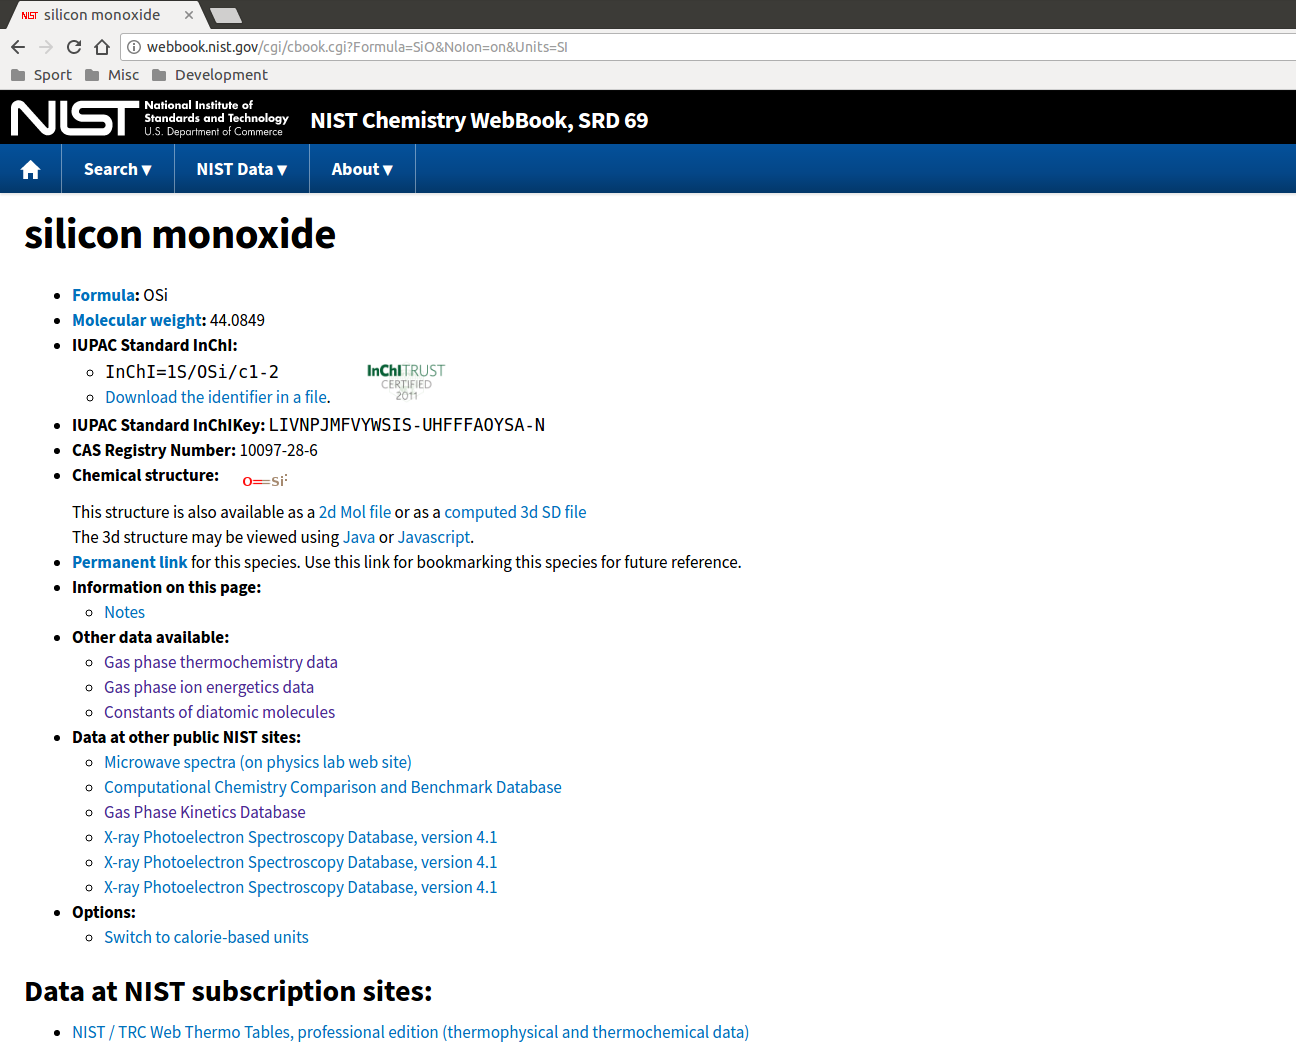 NIST silicon monoxide ×
webbook.nist.gov/cgi/cbook.cgi?Formula=SiO&NoIon=on&Units=SI
Sport Misc Development
NIST National Institute of
Standards and Technology
U.S. Department of Commerce
NIST Chemistry WebBook, SRD 69
Search ▾ NIST Data ▾ About ▾
silicon monoxide
• Formula: OSi
• Molecular weight: 44.0849
• IUPAC Standard InChI:
◦ InChI=1S/OSi/c1-2
◦ Download the identifier in a file.
InChITRUST
CERTIFIED
2011
• IUPAC Standard InChIKey: LIVNPJMFVYWSIS-UHFFFAOYSA-N
• CAS Registry Number: 10097-28-6
• Chemical structure: O=Si:
This structure is also available as a 2d Mol file or as a computed 3d SD file
The 3d structure may be viewed using Java or Javascript.
• Permanent link for this species. Use this link for bookmarking this species for future reference.
• Information on this page:
◦ Notes
• Other data available:
◦ Gas phase thermochemistry data
◦ Gas phase ion energetics data
◦ Constants of diatomic molecules
• Data at other public NIST sites:
◦ Microwave spectra (on physics lab web site)
◦ Computational Chemistry Comparison and Benchmark Database
◦ Gas Phase Kinetics Database
◦ X-ray Photoelectron Spectroscopy Database, version 4.1
◦ X-ray Photoelectron Spectroscopy Database, version 4.1
◦ X-ray Photoelectron Spectroscopy Database, version 4.1
• Options:
◦ Switch to calorie-based units
Data at NIST subscription sites:
• NIST / TRC Web Thermo Tables, professional edition (thermophysical and thermochemical data)